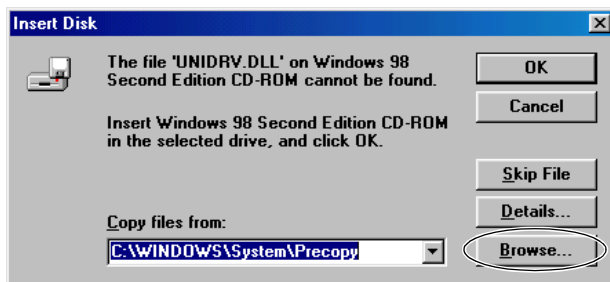 Insert Disk
The file 'UNIDRV.DLL' on Windows 98
Second Edition CD-ROM cannot be found.
Insert Windows 98 Second Edition CD-ROM
in the selected drive, and click OK.
Copy files from:
C:\WINDOWS\System\Precopy
OK
Cancel
Skip File
Details...
Browse...